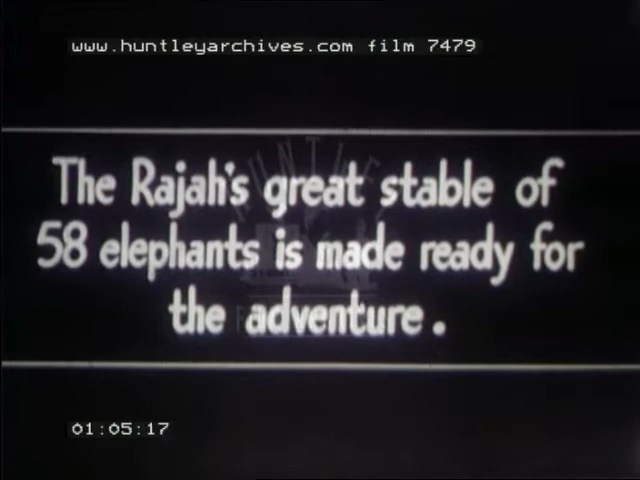 www.huntleyarchives.com film 7479
The Rajah's great stable of
58 elephants is made ready for
the adventure.
01:05:17